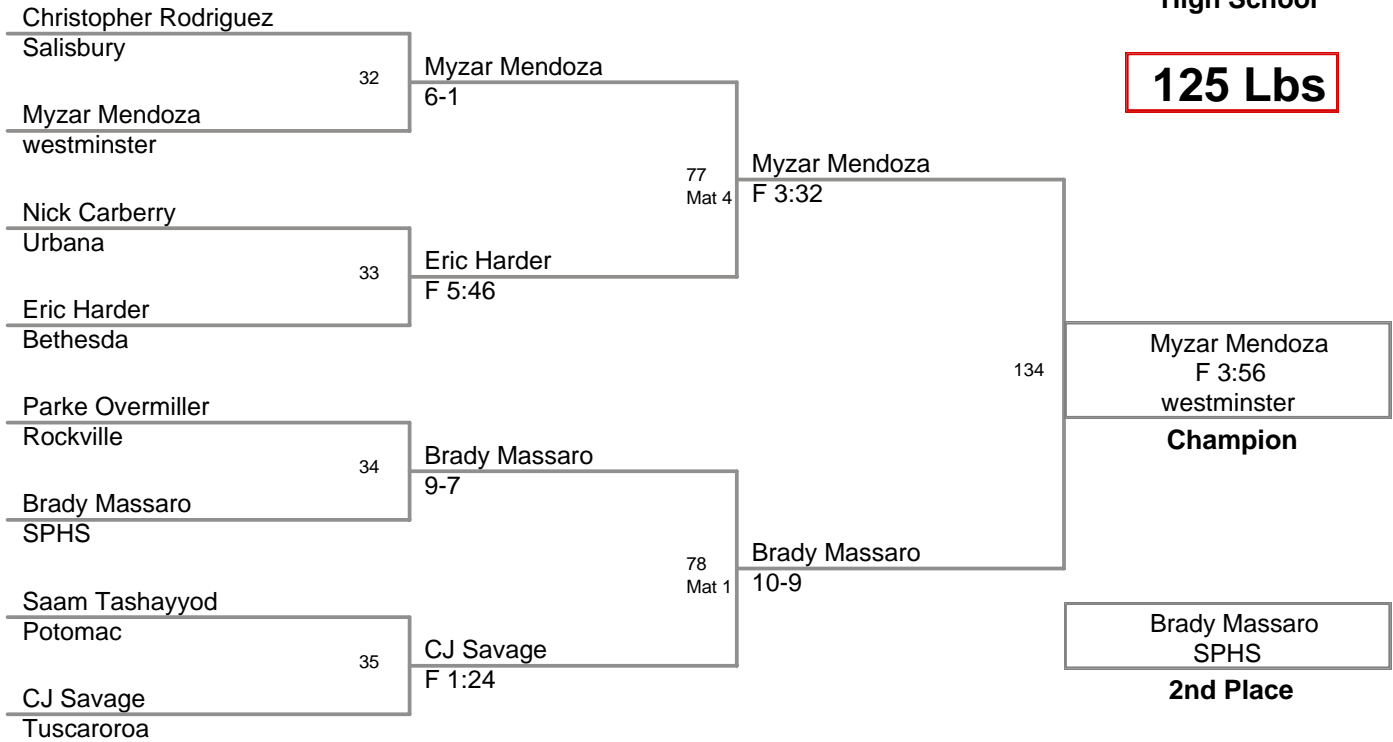 High School
125 Lbs
Christopher Rodriguez
Salisbury
32
Myzar Mendoza
westminster
Myzar Mendoza
6-1
Nick Carberry
Urbana
33
Eric Harder
Bethesda
Eric Harder
F 5:46
77
Mat 4
Myzar Mendoza
F 3:32
Parke Overmiller
Rockville
34
Brady Massaro
SPHS
Brady Massaro
9-7
Saam Tashayyod
Potomac
35
CJ Savage
Tuscaroroa
CJ Savage
F 1:24
78
Mat 1
Brady Massaro
10-9
134
Myzar Mendoza
F 3:56
westminster
Champion
Brady Massaro
SPHS
2nd Place